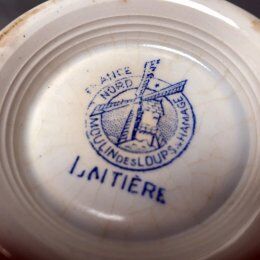 FRANCE
NORD
MOULIN DES LOUPS & HAMAGE
LAITIÈRE